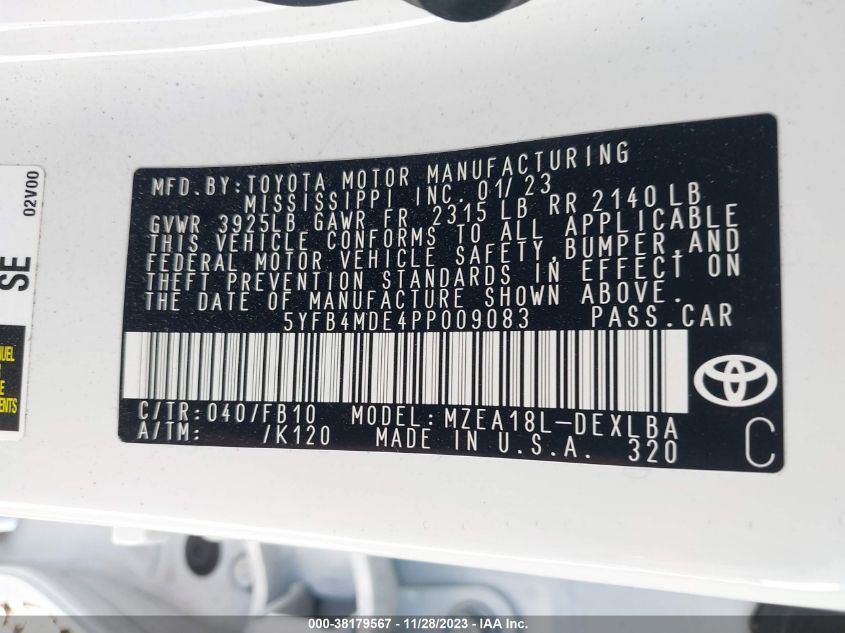 MFD. BY: TOYOTA MOTOR MANUFACTURING
MISSISSIPPI INC. 01/23
GVWR 3925LB GAWR FR 2315 LB RR 2140 LB
THIS VEHICLE CONFORMS TO ALL APPLICABLE
FEDERAL MOTOR VEHICLE SAFETY, BUMPER, AND
THEFT PREVENTION STANDARDS IN EFFECT ON
THE DATE OF MANUFACTURE SHOWN ABOVE.
5YFB4MDE4PP009083 PASS.CAR
C/TR: 040/FB10 MODEL: MZEA18L-DEXLBA
A/TM: /K120 MADE IN U.S.A. 320
C
02V00
SE
000-38179567 - 11/28/2023 - IAA Inc.